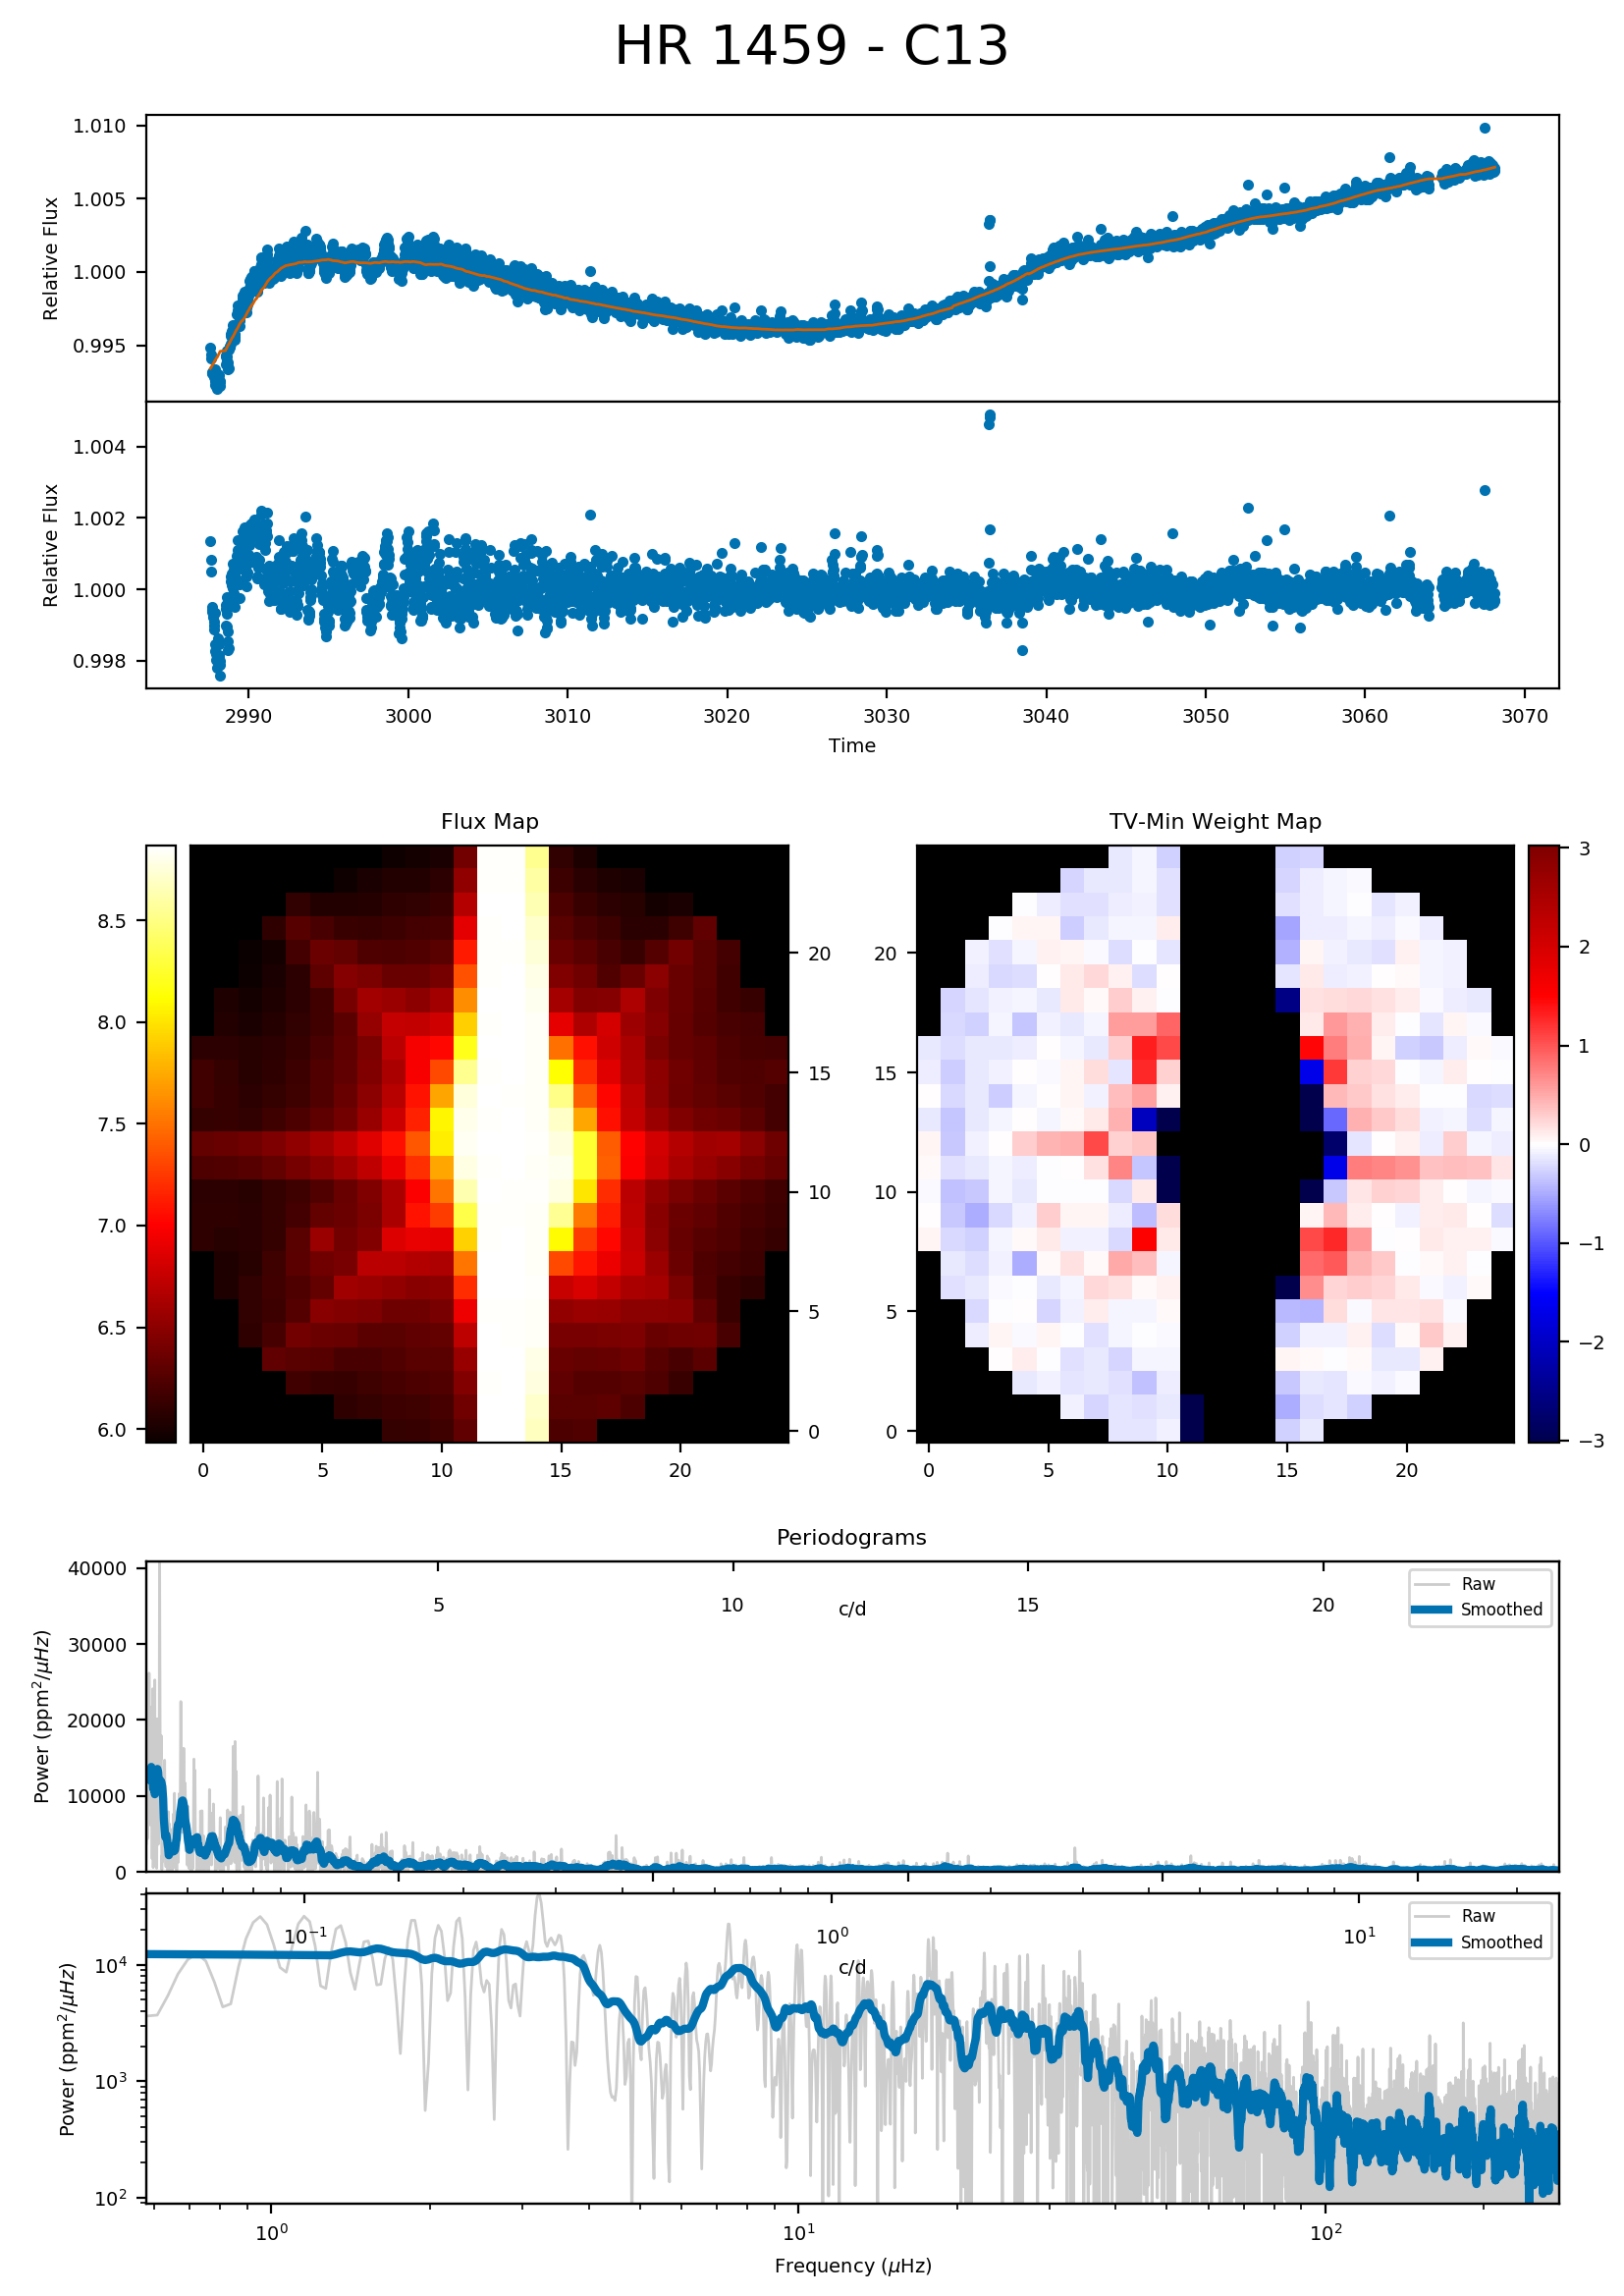 HR 1459 - C13
1.010
1.005
1.000
0.995
Relative Flux
1.004
1.002
1.000
0.998
Relative Flux
2990 3000 3010 3020 3030 3040 3050 3060 3070
Time
Flux Map
8.5
8.0
7.5
7.0
6.5
6.0
20
15
10
5
0
0 5 10 15 20
TV-Min Weight Map
20
15
10
5
0
0 5 10 15 20
3
2
1
0
−1
−2
−3
Periodograms
40000
30000
20000
10000
0
Power (ppm²/μHz)
5 10 15 20
c/d
Raw
Smoothed
10⁻¹ 10⁰ 10¹
c/d
Raw
Smoothed
10⁴
10³
10²
Power (ppm²/μHz)
10⁰ 10¹ 10²
Frequency (μHz)